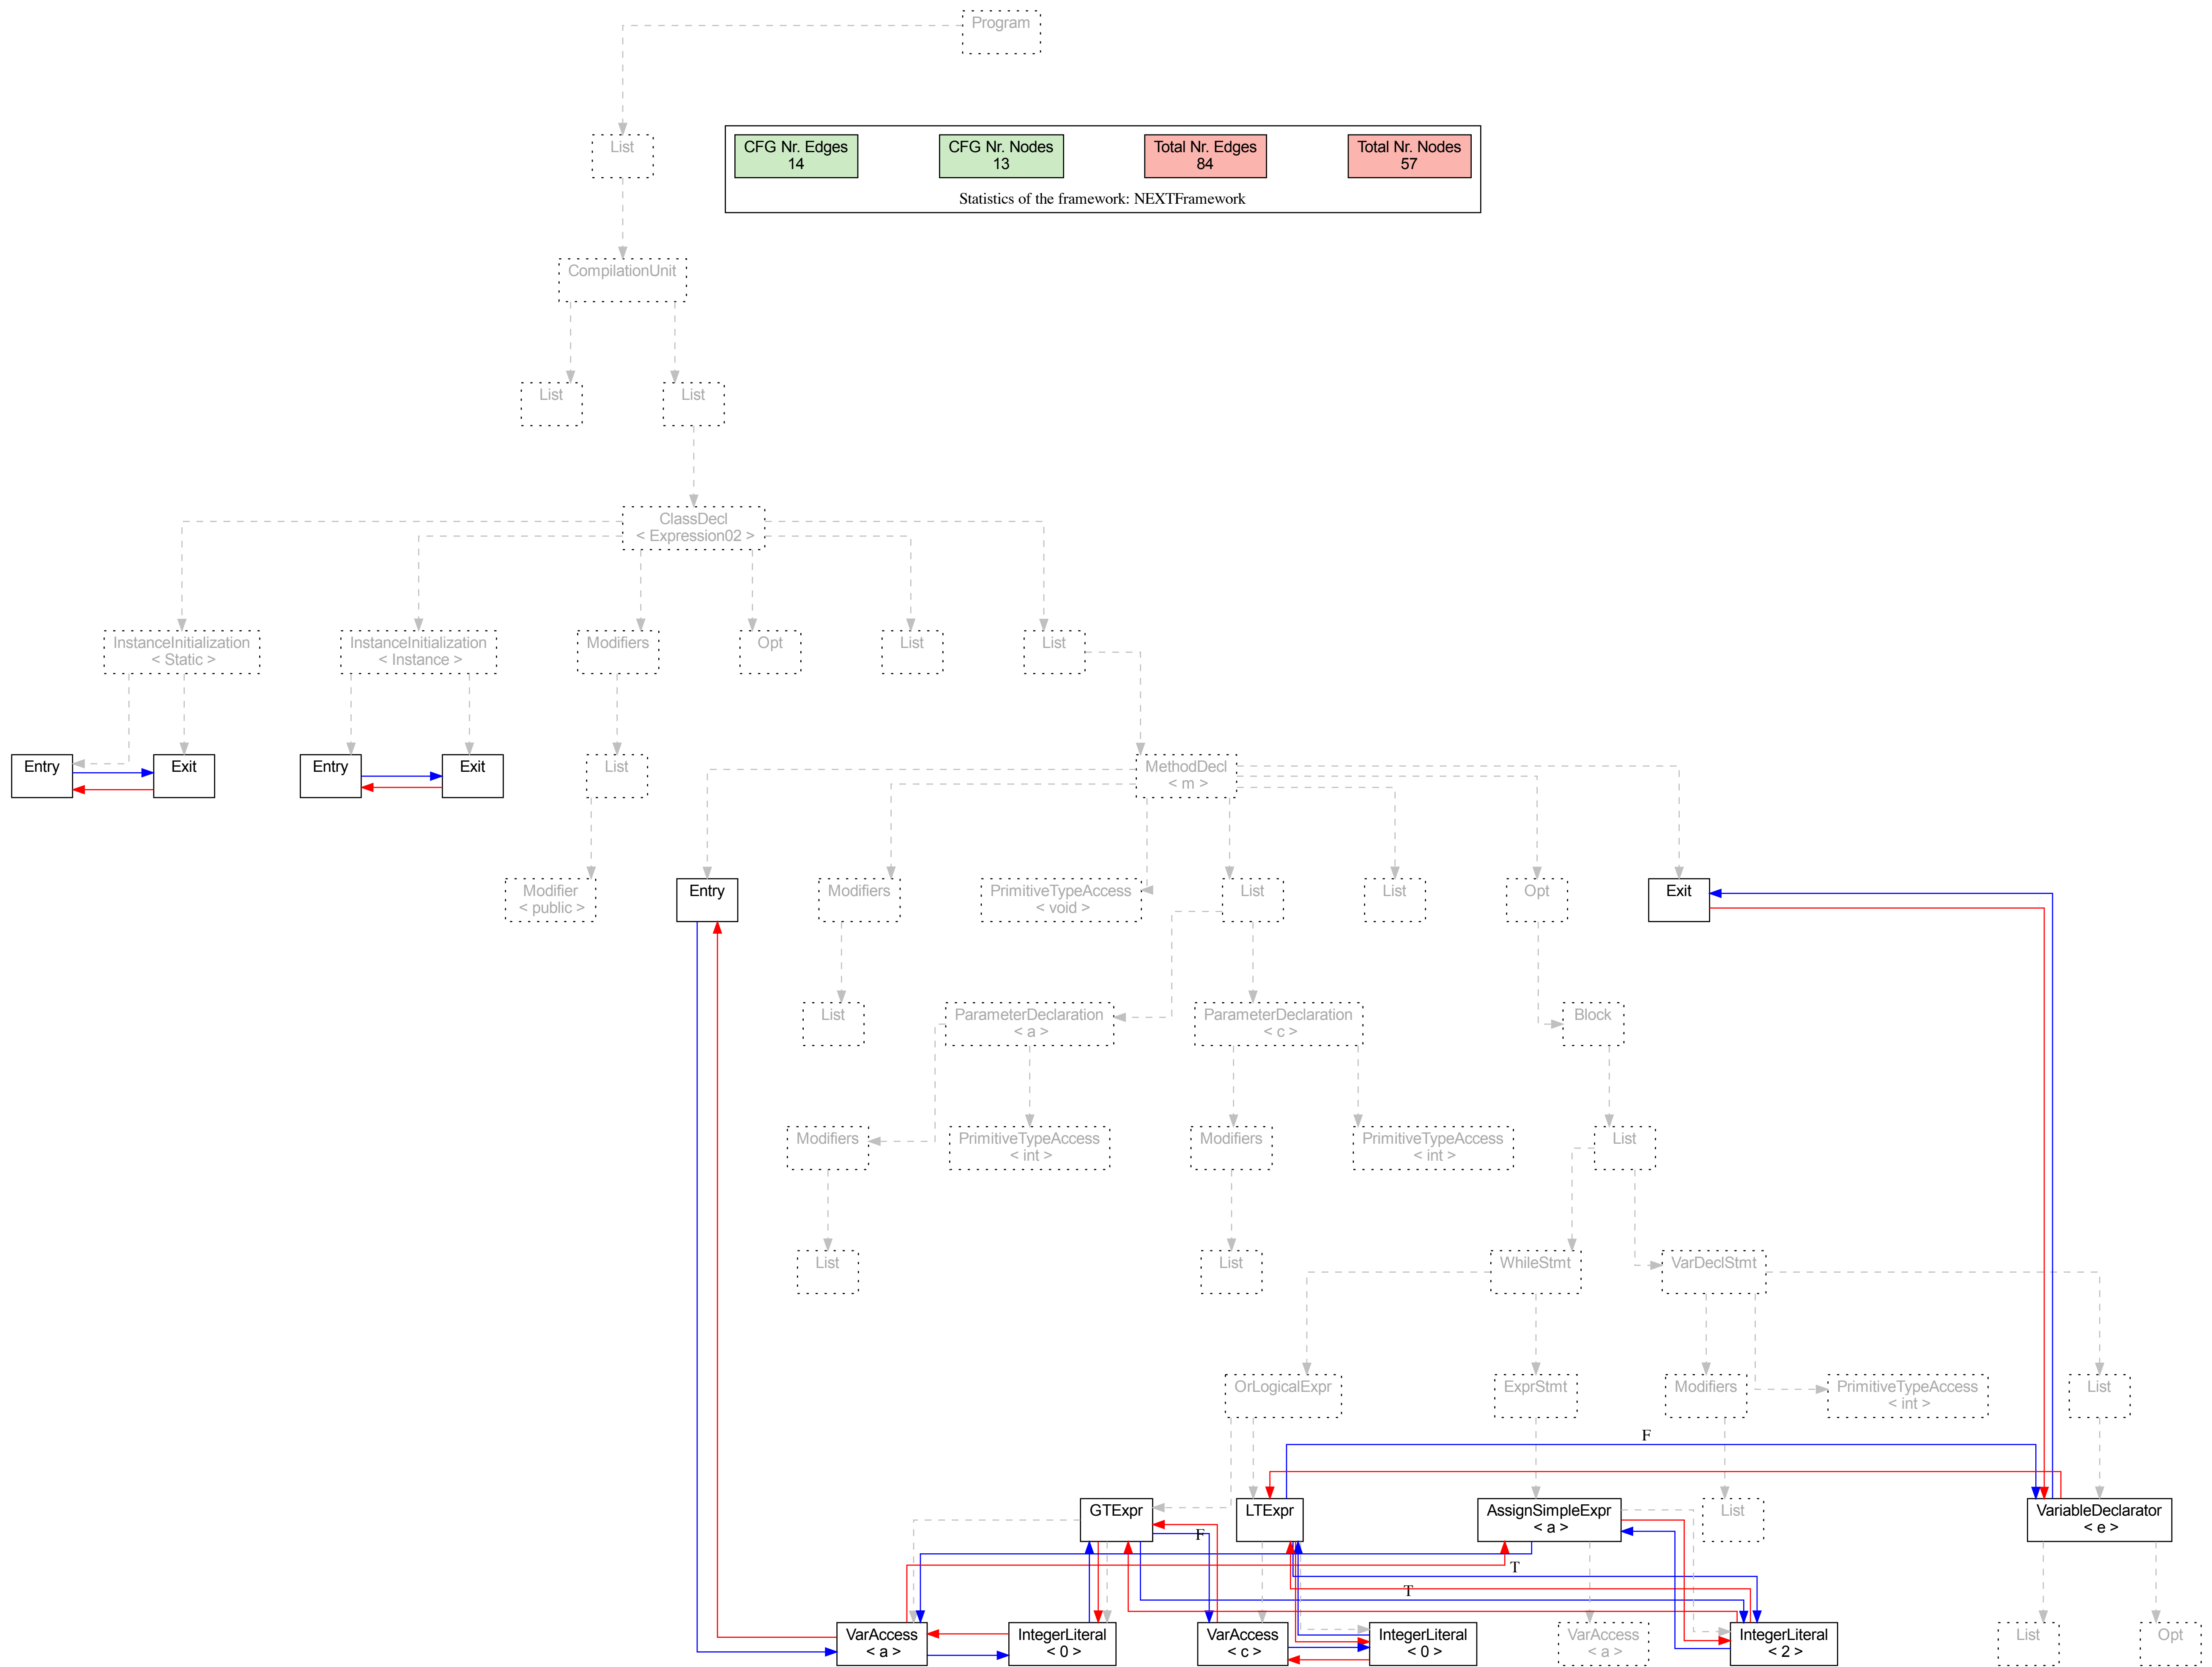 Program
List
CFG Nr. Edges
14
CFG Nr. Nodes
13
Total Nr. Edges
84
Total Nr. Nodes
57
Statistics of the framework: NEXTFramework
CompilationUnit
List
List
ClassDecl
< Expression02 >
InstanceInitialization
< Static >
InstanceInitialization
< Instance >
Modifiers
Opt
List
List
Entry
Exit
Entry
Exit
List
MethodDecl
< m >
Modifier
< public >
Entry
Modifiers
PrimitiveTypeAccess
< void >
List
List
Opt
Exit
List
ParameterDeclaration
< a >
ParameterDeclaration
< c >
Block
Modifiers
PrimitiveTypeAccess
< int >
Modifiers
PrimitiveTypeAccess
< int >
List
List
List
WhileStmt
VarDeclStmt
OrLogicalExpr
ExprStmt
Modifiers
PrimitiveTypeAccess
< int >
List
F
GTExpr
F
LTExpr
AssignSimpleExpr
< a >
List
VariableDeclarator
< e >
T
T
VarAccess
< a >
IntegerLiteral
< 0 >
VarAccess
< c >
IntegerLiteral
< 0 >
VarAccess
< a >
IntegerLiteral
< 2 >
List
Opt